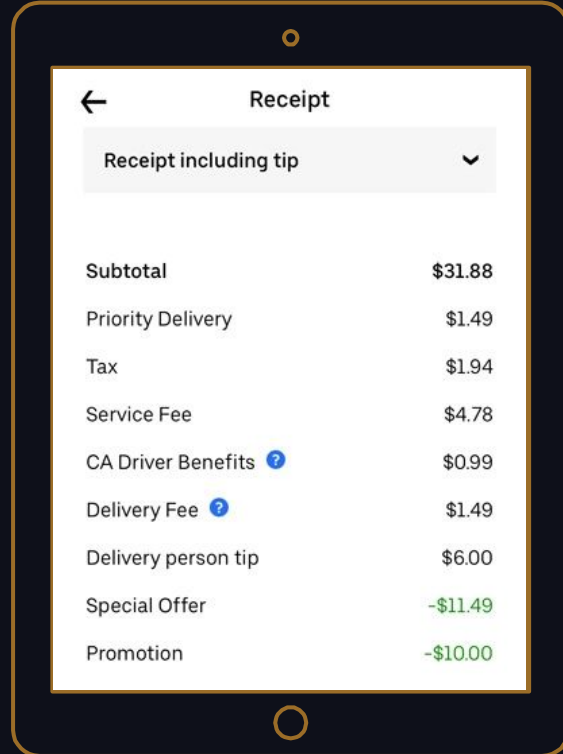 Receipt
Receipt including tip
Subtotal $31.88
Priority Delivery $1.49
Tax $1.94
Service Fee $4.78
CA Driver Benefits ? $0.99
Delivery Fee ? $1.49
Delivery person tip $6.00
Special Offer -$11.49
Promotion -$10.00